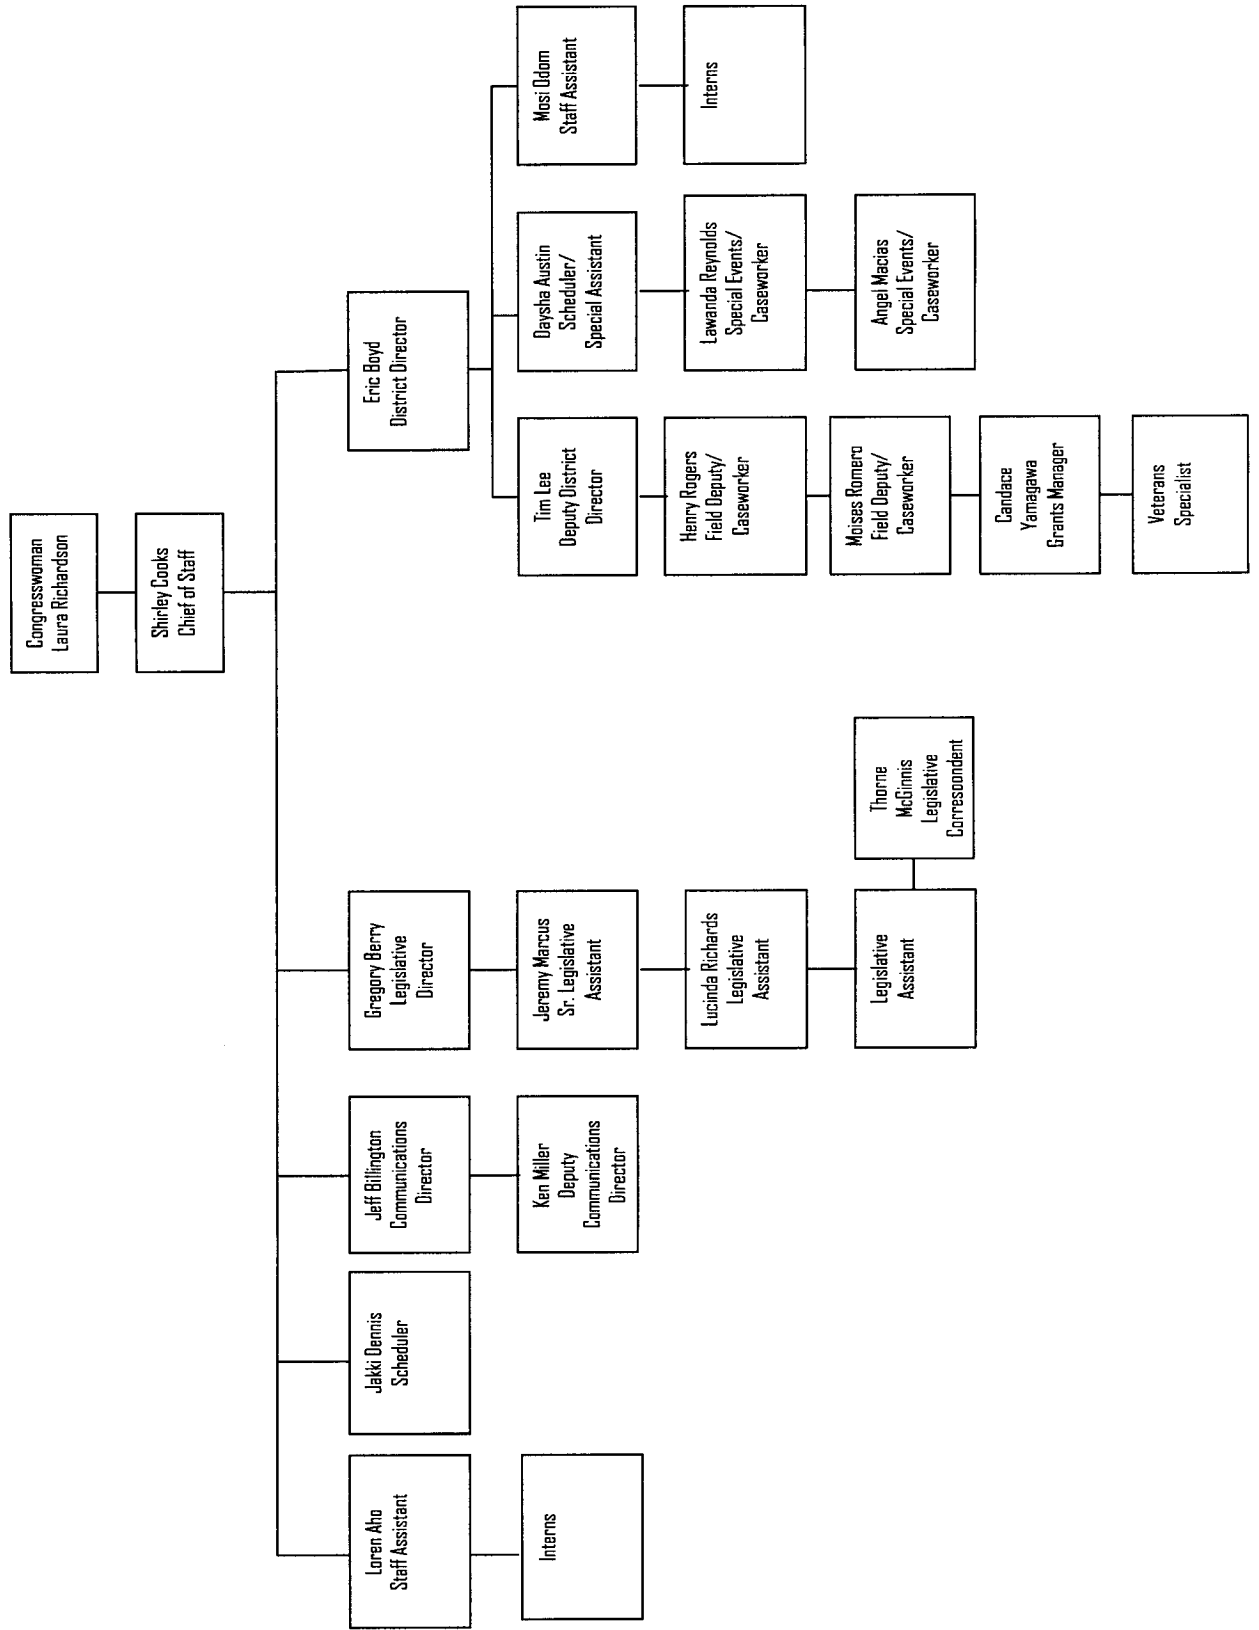 Congresswoman
Laura Richardson
Shirley Cooks
Chief of Staff
Loren Aho
Staff Assistant
Interns
Jakki Dennis
Scheduler
Jeff Billington
Communications
Director
Ken Miller
Deputy
Communications
Director
Gregory Berry
Legislative
Director
Jeremy Marcus
Sr. Legislative
Assistant
Lucinda Richards
Legislative
Assistant
Legislative
Assistant
Thorne
McGinnis
Legislative
Correspondent
Eric Boyd
District Director
Tim Lee
Deputy District
Director
Henry Rogers
Field Deputy/
Caseworker
Moises Romero
Field Deputy/
Caseworker
Candace
Yamagawa
Grants Manager
Veterans
Specialist
Daysha Austin
Scheduler/
Special Assistant
Lawanda Reynolds
Special Events/
Caseworker
Angel Macias
Special Events/
Caseworker
Mosi Odom
Staff Assistant
Interns